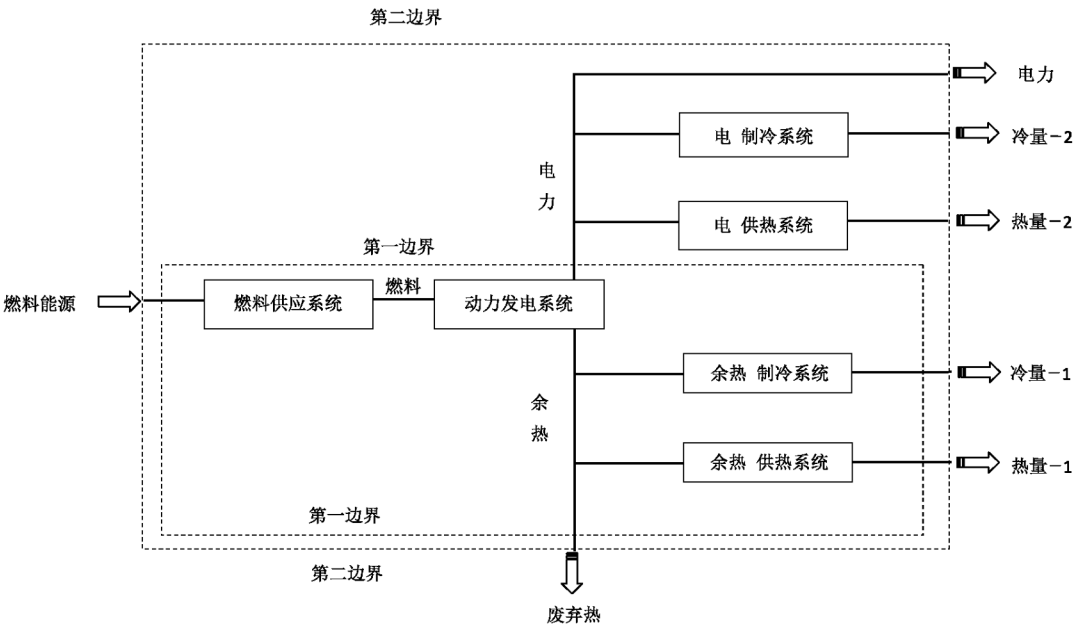 第二边界
电力
电 制冷系统
冷量-2
电
力
电 供热系统
热量-2
第一边界
燃料
燃料能源
燃料供应系统
动力发电系统
余热 制冷系统
冷量-1
余
热
余热 供热系统
热量-1
第一边界
第二边界
废弃热